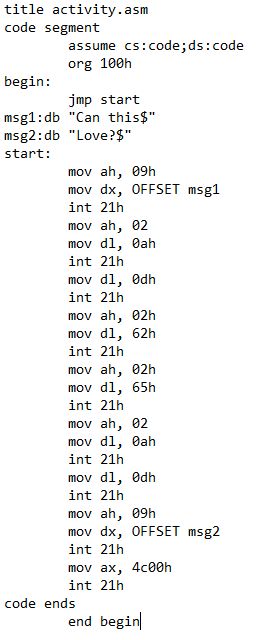 title activity.asm
code segment
assume cs:code;ds:code
org 100h
begin:
jmp start
msg1:db "Can this$"
msg2:db "Love?$"
start:
mov ah, 09h
mov dx, OFFSET msg1
int 21h
mov ah, 02
mov dl, 0ah
int 21h
mov dl, 0dh
int 21h
mov ah, 02h
mov dl, 62h
int 21h
mov ah, 02h
mov dl, 65h
int 21h
mov ah, 02
mov dl, 0ah
int 21h
mov dl, 0dh
int 21h
mov ah, 09h
mov dx, OFFSET msg2
int 21h
mov ax, 4c00h
int 21h
code ends
end begin